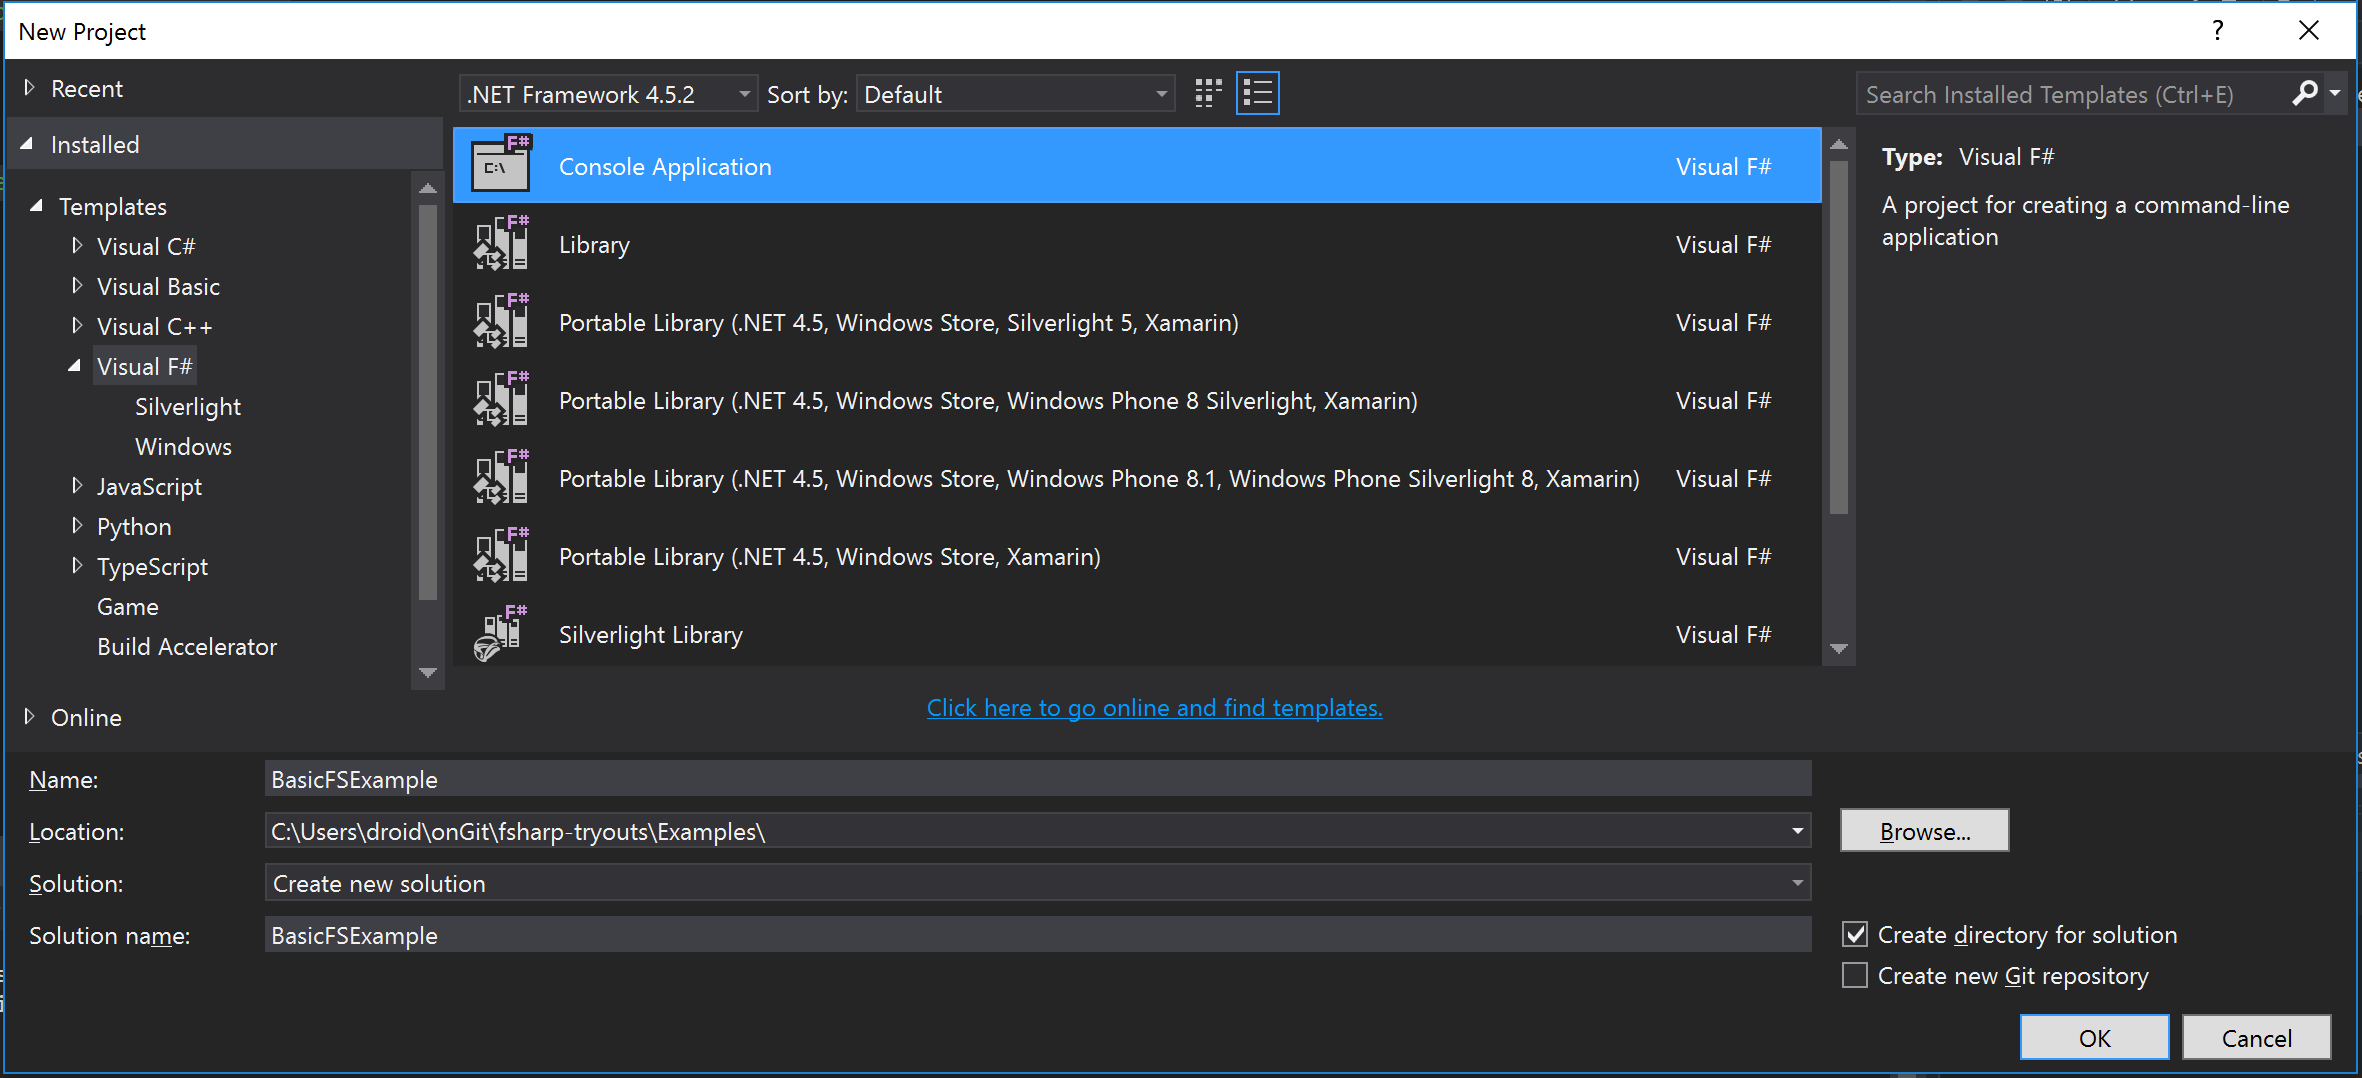 New Project
?
Recent
.NET Framework 4.5.2
Sort by:
Default
Search Installed Templates (Ctrl+E)
Installed
Templates
Visual C#
Visual Basic
Visual C++
Visual F#
Silverlight
Windows
JavaScript
Python
TypeScript
Game
Build Accelerator
Online
F#
C:\
Console Application
Visual F#
F#
Library
Visual F#
F#
Portable Library (.NET 4.5, Windows Store, Silverlight 5, Xamarin)
Visual F#
F#
Portable Library (.NET 4.5, Windows Store, Windows Phone 8 Silverlight, Xamarin)
Visual F#
F#
Portable Library (.NET 4.5, Windows Store, Windows Phone 8.1, Windows Phone Silverlight 8, Xamarin)
Visual F#
F#
Portable Library (.NET 4.5, Windows Store, Xamarin)
Visual F#
F#
Silverlight Library
Visual F#
Type: Visual F#
A project for creating a command-line
application
Click here to go online and find templates.
Name:
BasicFSExample
Location:
C:\Users\droid\onGit\fsharp-tryouts\Examples\
Browse...
Solution:
Create new solution
Solution name:
BasicFSExample
Create directory for solution
Create new Git repository
OK
Cancel